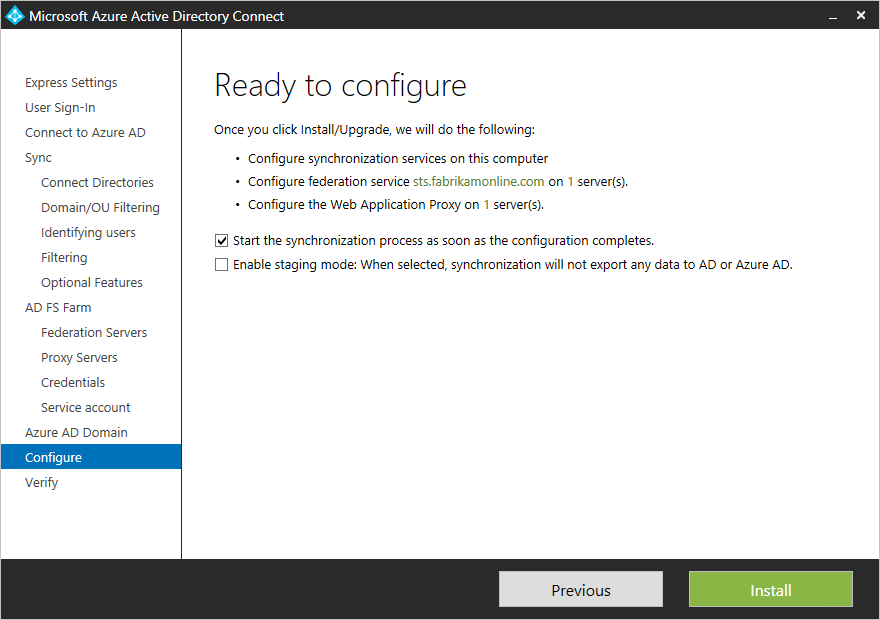 Microsoft Azure Active Directory Connect
Express Settings
User Sign-In
Connect to Azure AD
Sync
Connect Directories
Domain/OU Filtering
Identifying users
Filtering
Optional Features
AD FS Farm
Federation Servers
Proxy Servers
Credentials
Service account
Azure AD Domain
Configure
Verify
Ready to configure
Once you click Install/Upgrade, we will do the following:
• Configure synchronization services on this computer
• Configure federation service sts.fabrikamonline.com on 1 server(s).
• Configure the Web Application Proxy on 1 server(s).
Start the synchronization process as soon as the configuration completes.
Enable staging mode: When selected, synchronization will not export any data to AD or Azure AD.
Previous
Install